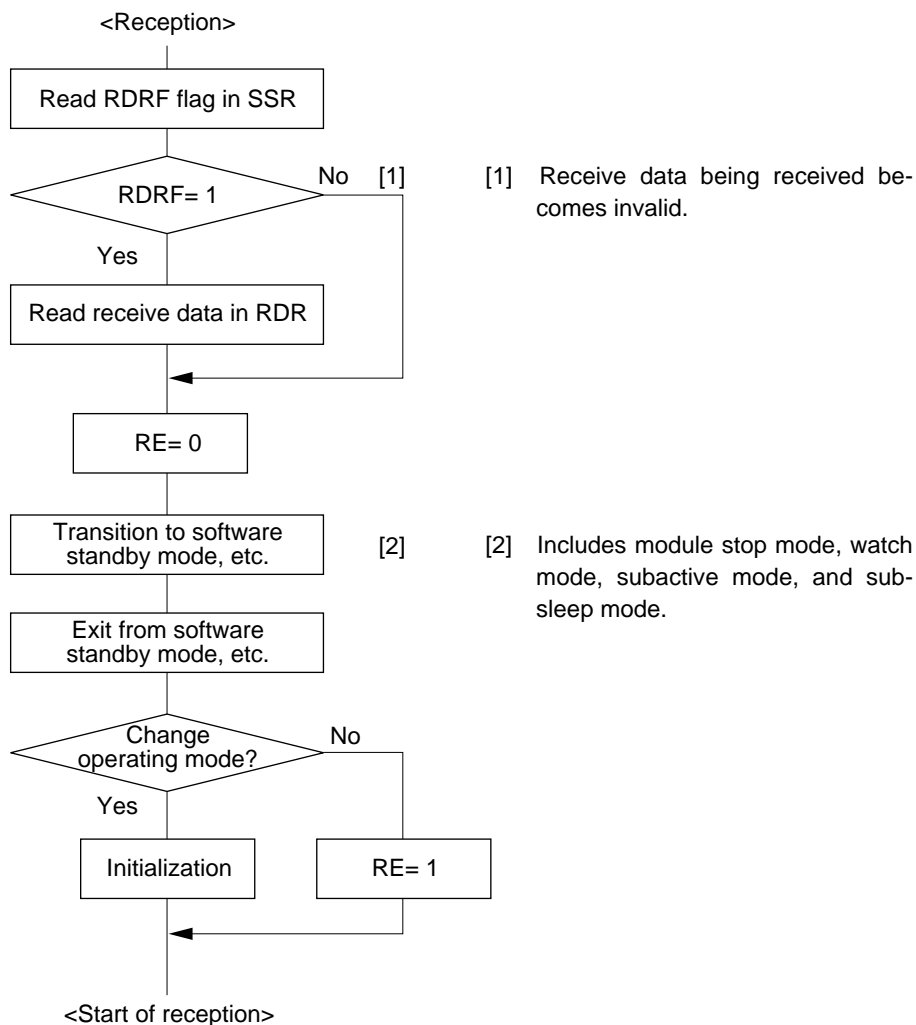 <Reception>
Read RDRF flag in SSR
RDRF= 1
No [1]
[1] Receive data being received be-
comes invalid.
Yes
Read receive data in RDR
RE= 0
Transition to software
standby mode, etc.
[2]
[2] Includes module stop mode, watch
mode, subactive mode, and sub-
sleep mode.
Exit from software
standby mode, etc.
Change
operating mode?
No
Yes
Initialization
RE= 1
<Start of reception>